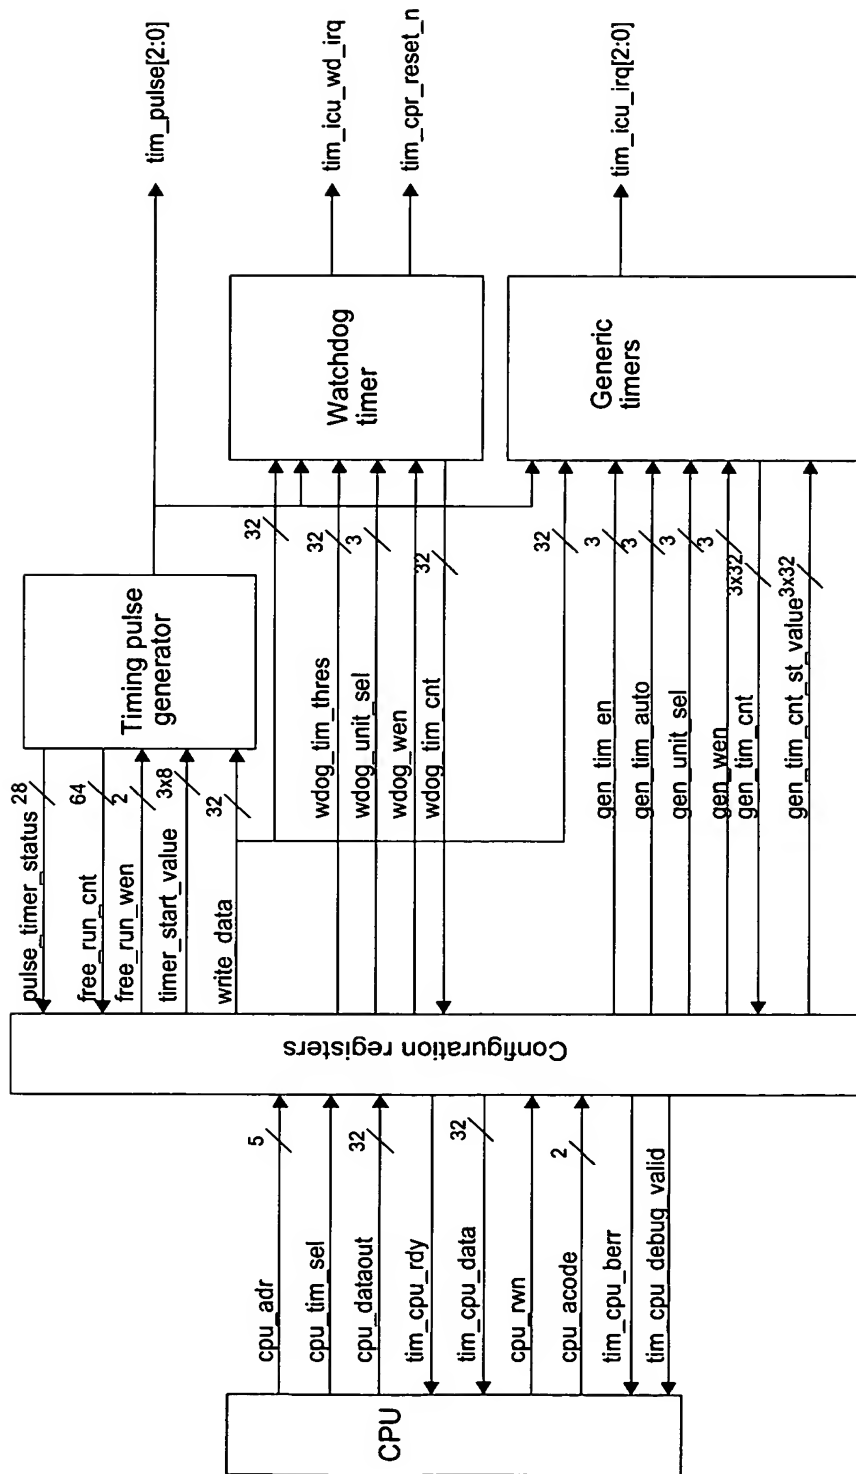 CPU
cpu_adr
5
cpu_tim_sel
cpu_dataout
32
tim_cpu_rdy
tim_cpu_data
32
cpu_rwn
cpu_acode
2
tim_cpu_berr
tim_cpu_debug_valid
Configuration registers
pulse_timer_status
28
free_run_cnt
64
free_run_wen
2
timer_start_value
3x8
write_data
32
Timing pulse
generator
tim_pulse[2:0]
32
wdog_tim_thres
32
wdog_unit_sel
3
wdog_wen
wdog_tim_cnt
32
Watchdog
timer
tim_icu_wd_irq
tim_cpr_reset_n
32
gen_tim_en
3
gen_tim_auto
3
gen_unit_sel
3
gen_wen
3
gen_tim_cnt
3x32
gen_tim_cnt_st_value
3x32
Generic
timers
tim_icu_irq[2:0]